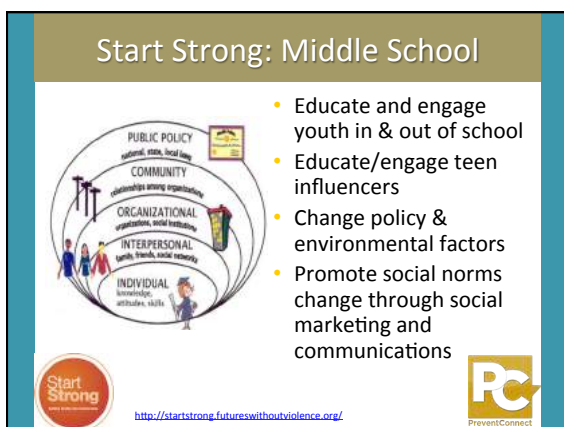 Start Strong: Middle School
PUBLIC POLICY
national, state, local laws
COMMUNITY
relationships among organizations
ORGANIZATIONAL
organizations, social institutions
INTERPERSONAL
family, friends, social networks
INDIVIDUAL
knowledge,
attitudes, skills
• Educate and engage
youth in & out of school
• Educate/engage teen
influencers
• Change policy &
environmental factors
• Promote social norms
change through social
marketing and
communications
Start
Strong
http://startstrong.futureswithoutviolence.org/
PC
PreventConnect